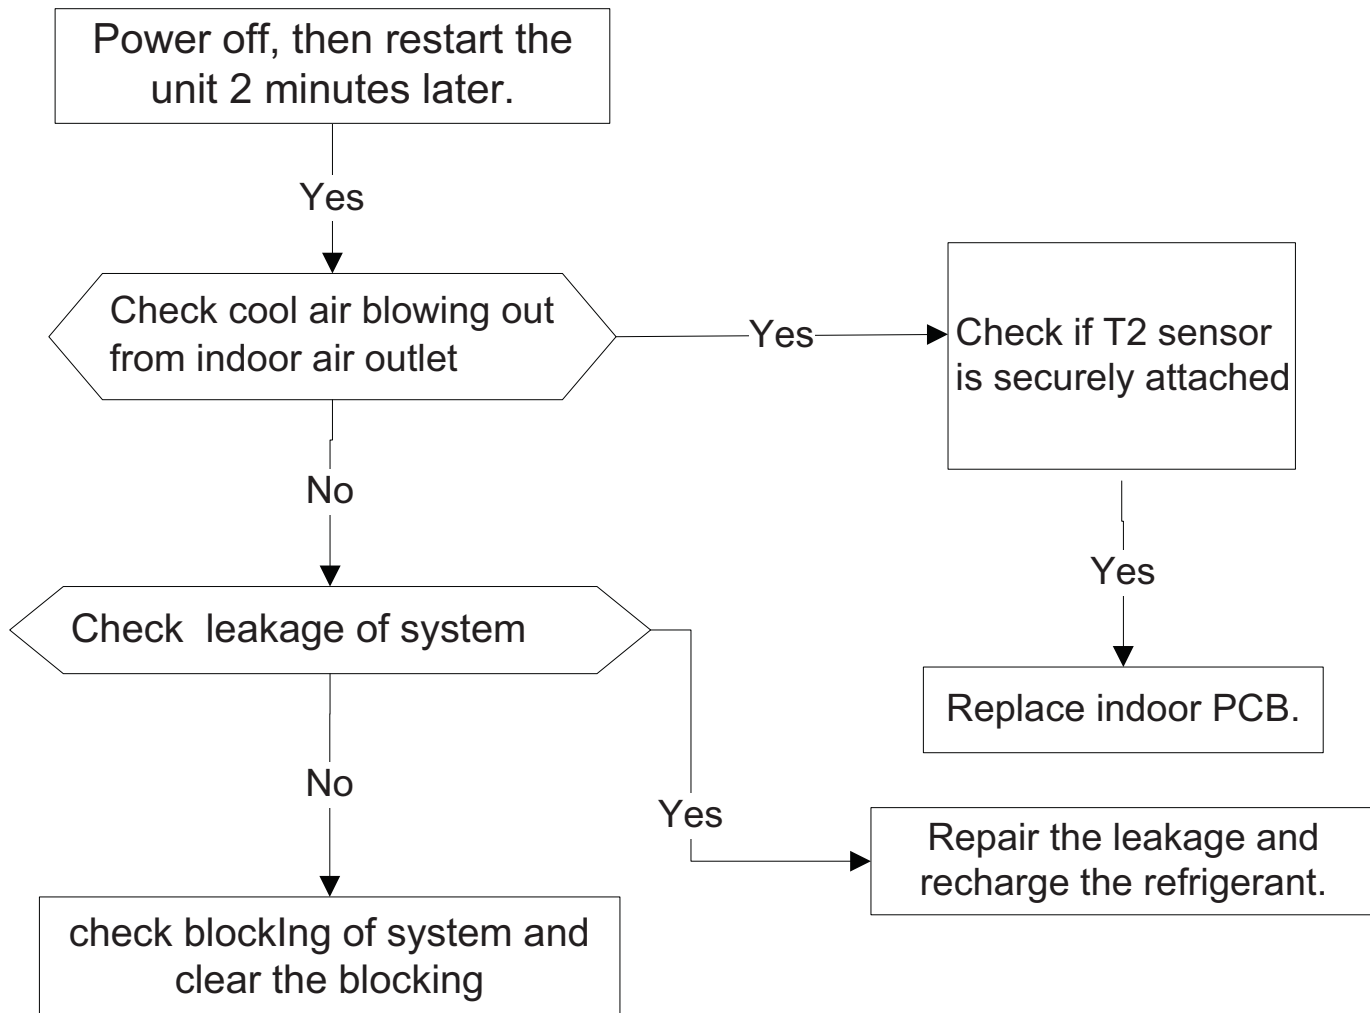 Power off, then restart the
unit 2 minutes later.
Yes
Check cool air blowing out
from indoor air outlet
Yes
Check if T2 sensor
is securely attached
No
Yes
Check leakage of system
Replace indoor PCB.
No
Yes
Repair the leakage and
recharge the refrigerant.
check blockIng of system and
clear the blocking